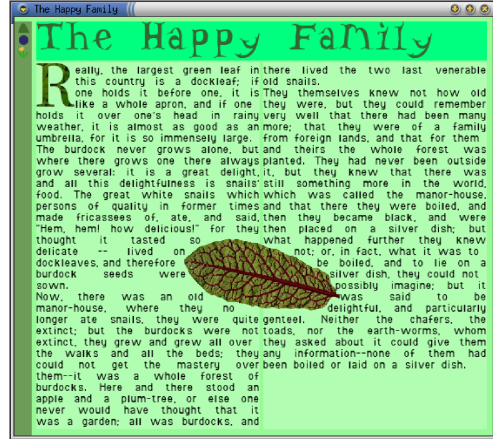 The Happy Family
The Happy Family
Really, the largest green leaf in
this country is a dockleaf; if
one holds it before one, it is
like a whole apron, and if one
holds it over one's head in rainy
weather, it is almost as good as an
umbrella, for it is so immensely large.
The burdock never grows alone, but
where there grows one there always
grow several: it is a great delight,
and all this delightfulness is snails'
food. The great white snails which
persons of quality in former times
made fricassees of, ate, and said,
"Hem, hem! how delicious!" for they
thought it tasted so
delicate -- lived on
dockleaves, and therefore
burdock seeds were
sown.
Now, there was an old
manor-house, where they no
longer ate snails, they were quite
extinct; but the burdocks were not
extinct, they grew and grew all over
the walks and all the beds; they
could not get the mastery over
them--it was a whole forest of
burdocks. Here and there stood an
apple and a plum-tree, or else one
never would have thought that it
was a garden; all was burdocks, and
there lived the two last venerable
old snails.
They themselves knew not how old
they were, but they could remember
very well that there had been many
more; that they were of a family
from foreign lands, and that for them
and theirs the whole forest was
planted. They had never been outside
it, but they knew that there was
still something more in the world,
which was called the manor-house,
and that there they were boiled, and
then they became black, and were
then placed on a silver dish; but
what happened further they knew
not; or, in fact, what it was to
be boiled, and to lie on a
silver dish, they could not
possibly imagine; but it
was said to be
delightful, and particularly
genteel. Neither the chafers, the
toads, nor the earth-worms, whom
they asked about it could give them
any information--none of them had
been boiled or laid on a silver dish.